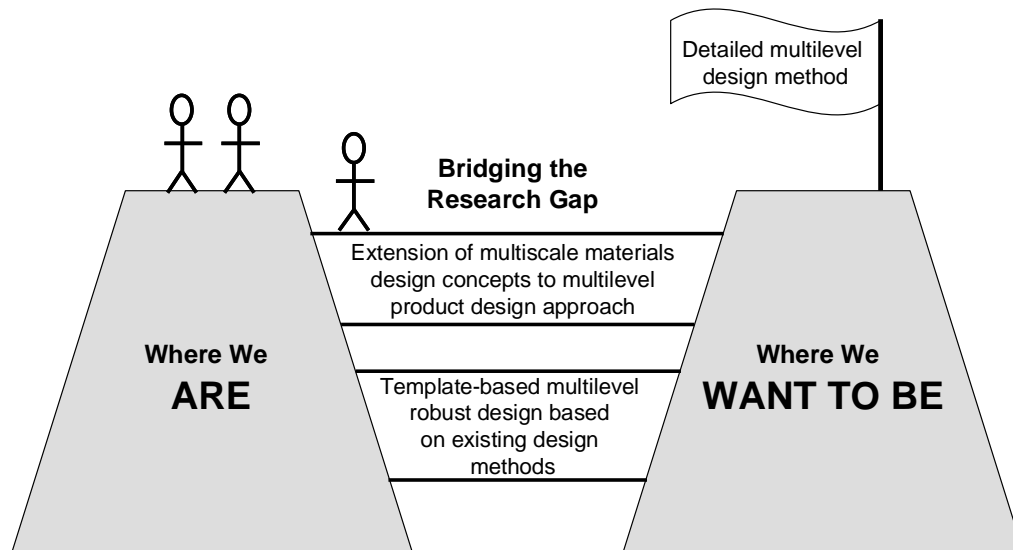 Detailed multilevel
design method
Bridging the
Research Gap
Extension of multiscale materials
design concepts to multilevel
product design approach
Where We
ARE
Where We
WANT TO BE
Template-based multilevel
robust design based
on existing design
methods